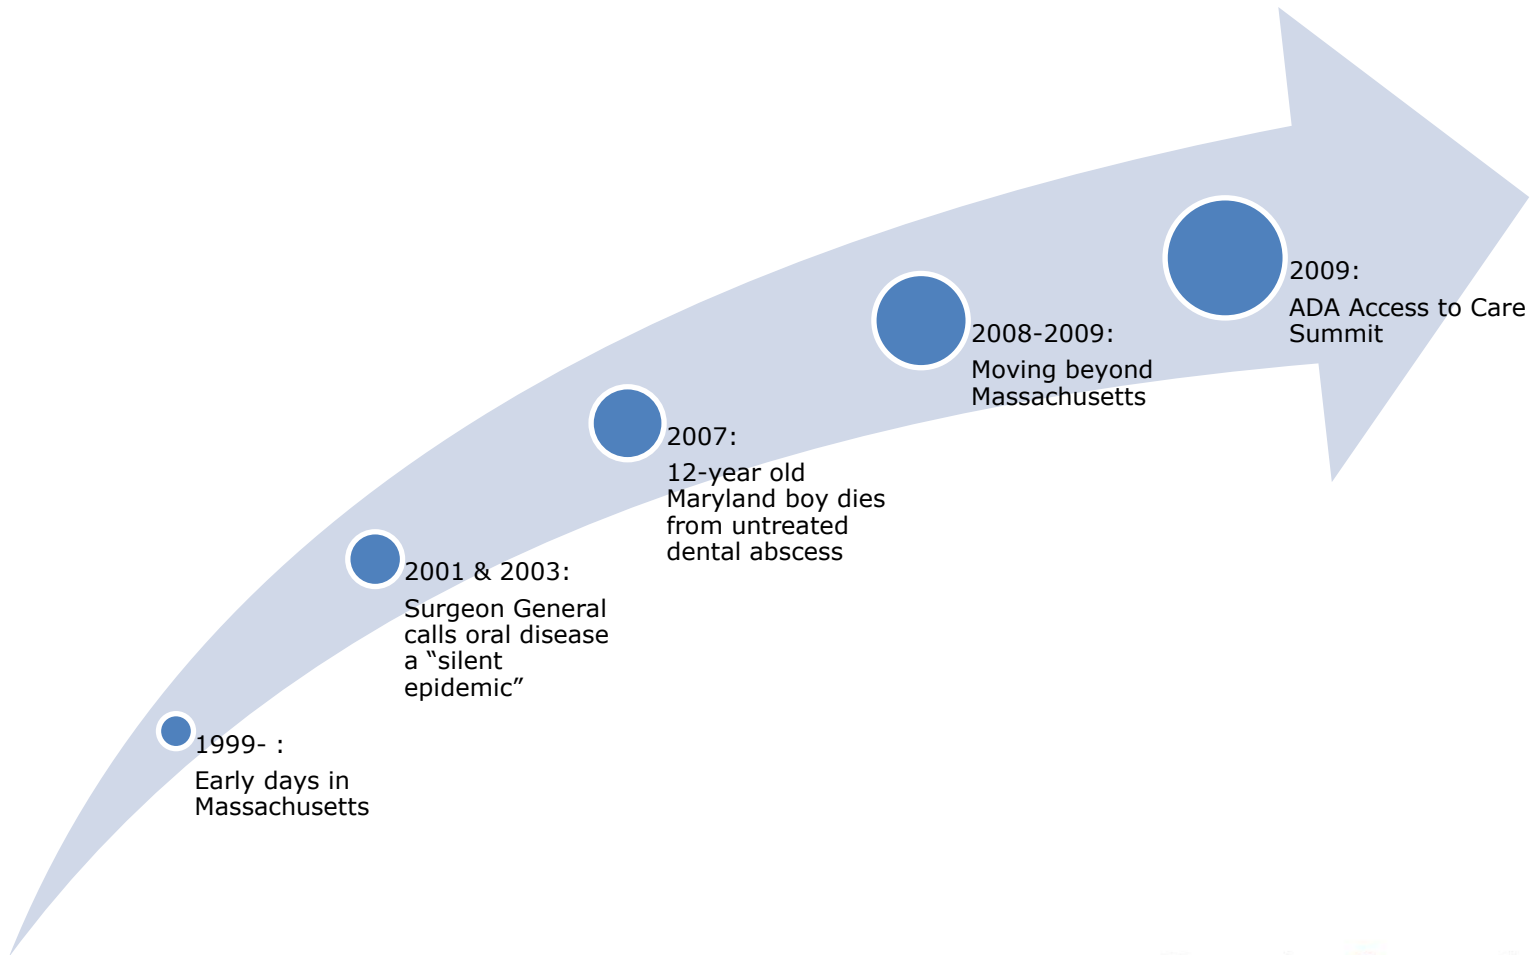 2009:
ADA Access to Care
Summit
2008-2009:
Moving beyond
Massachusetts
2007:
12-year old
Maryland boy dies
from untreated
dental abscess
2001 & 2003:
Surgeon General
calls oral disease
a “silent
epidemic”
1999- :
Early days in
Massachusetts